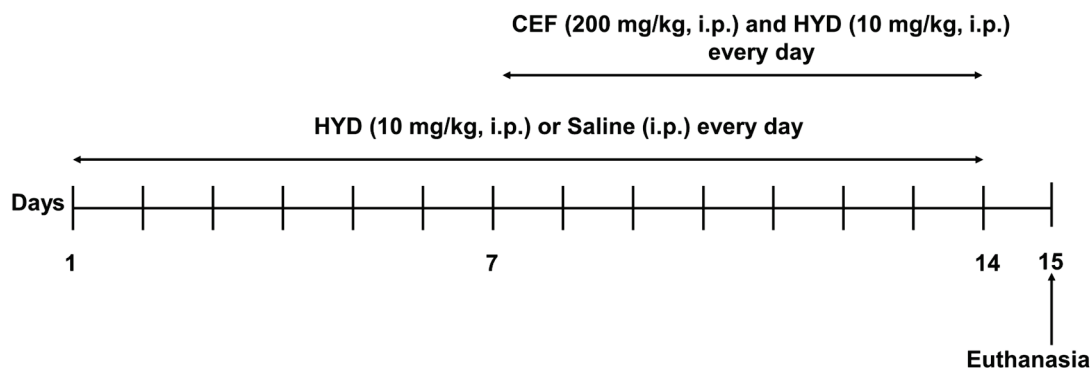 CEF (200 mg/kg, i.p.) and HYD (10 mg/kg, i.p.)
every day
HYD (10 mg/kg, i.p.) or Saline (i.p.) every day
Days
1 7 14 15
Euthanasia